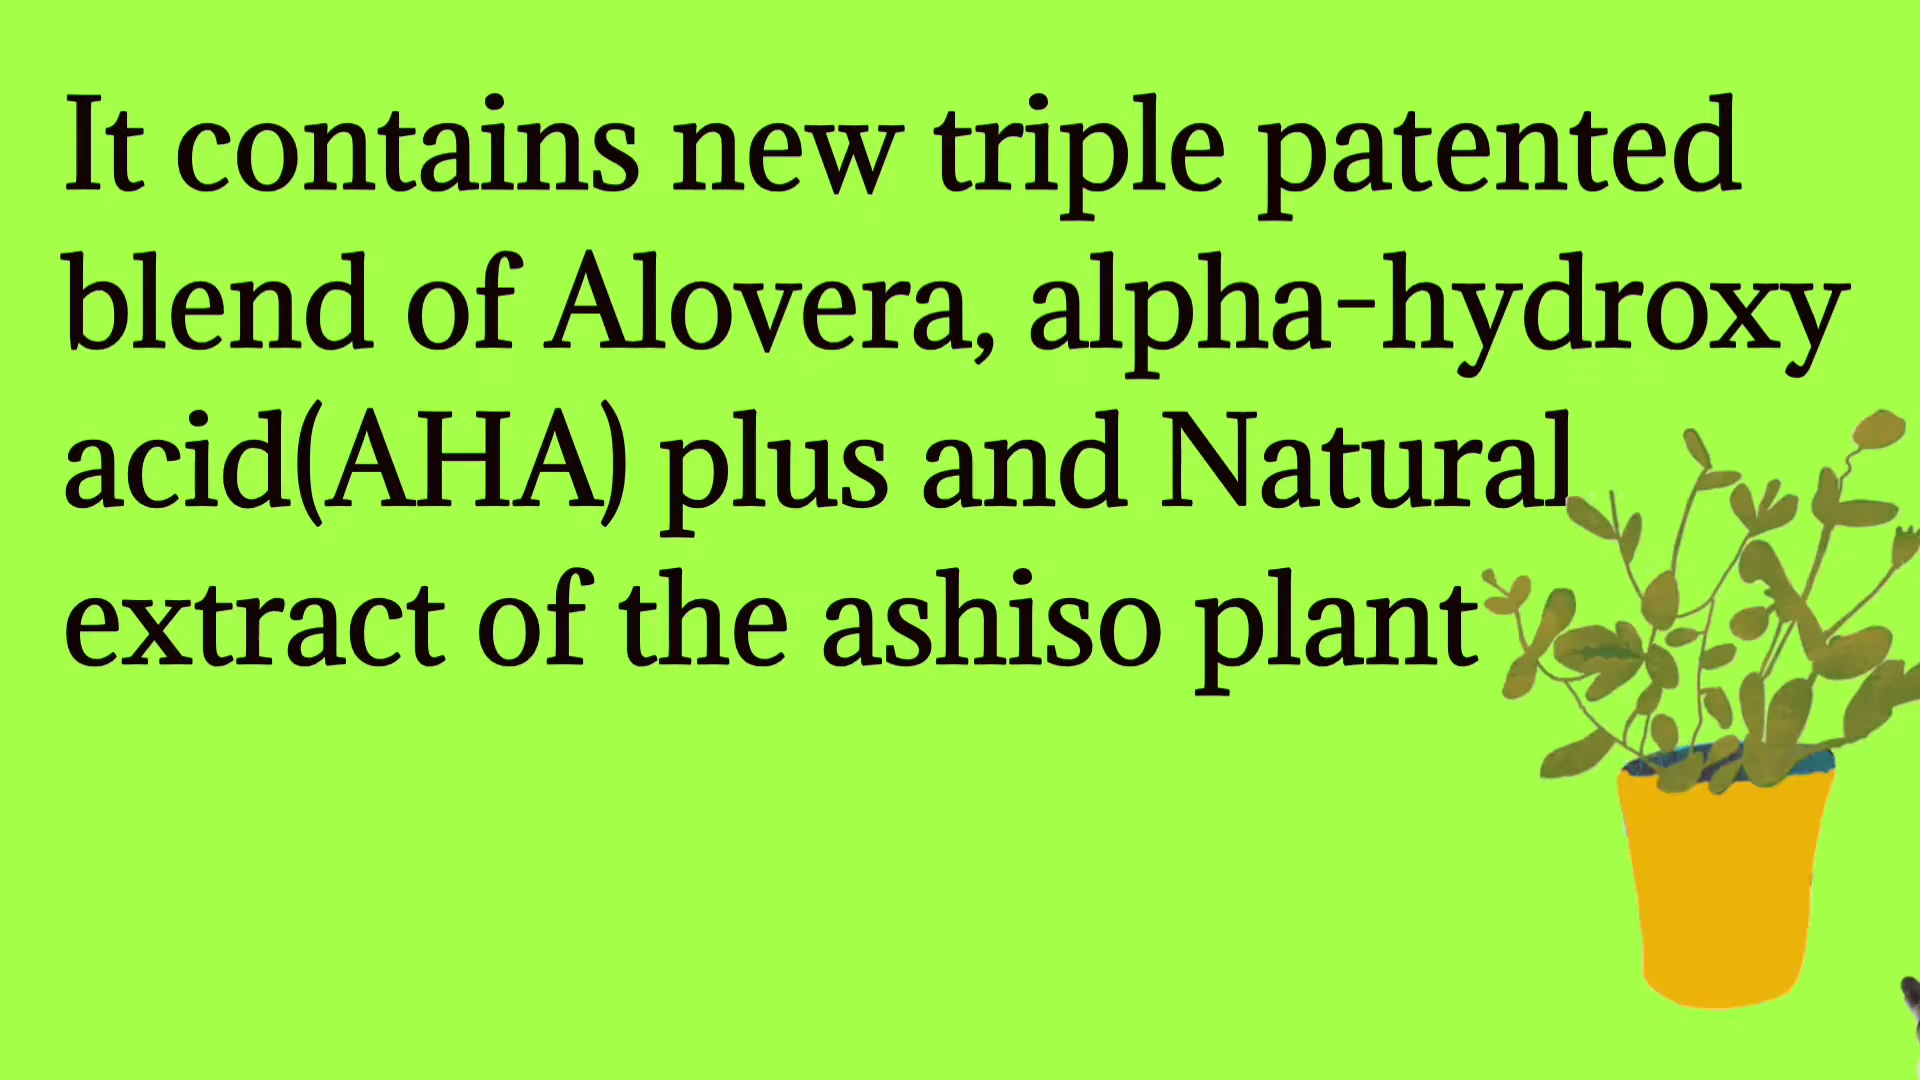 It contains new triple patented
blend of Alovera, alpha-hydroxy
acid(AHA) plus and Natural
extract of the ashiso plant